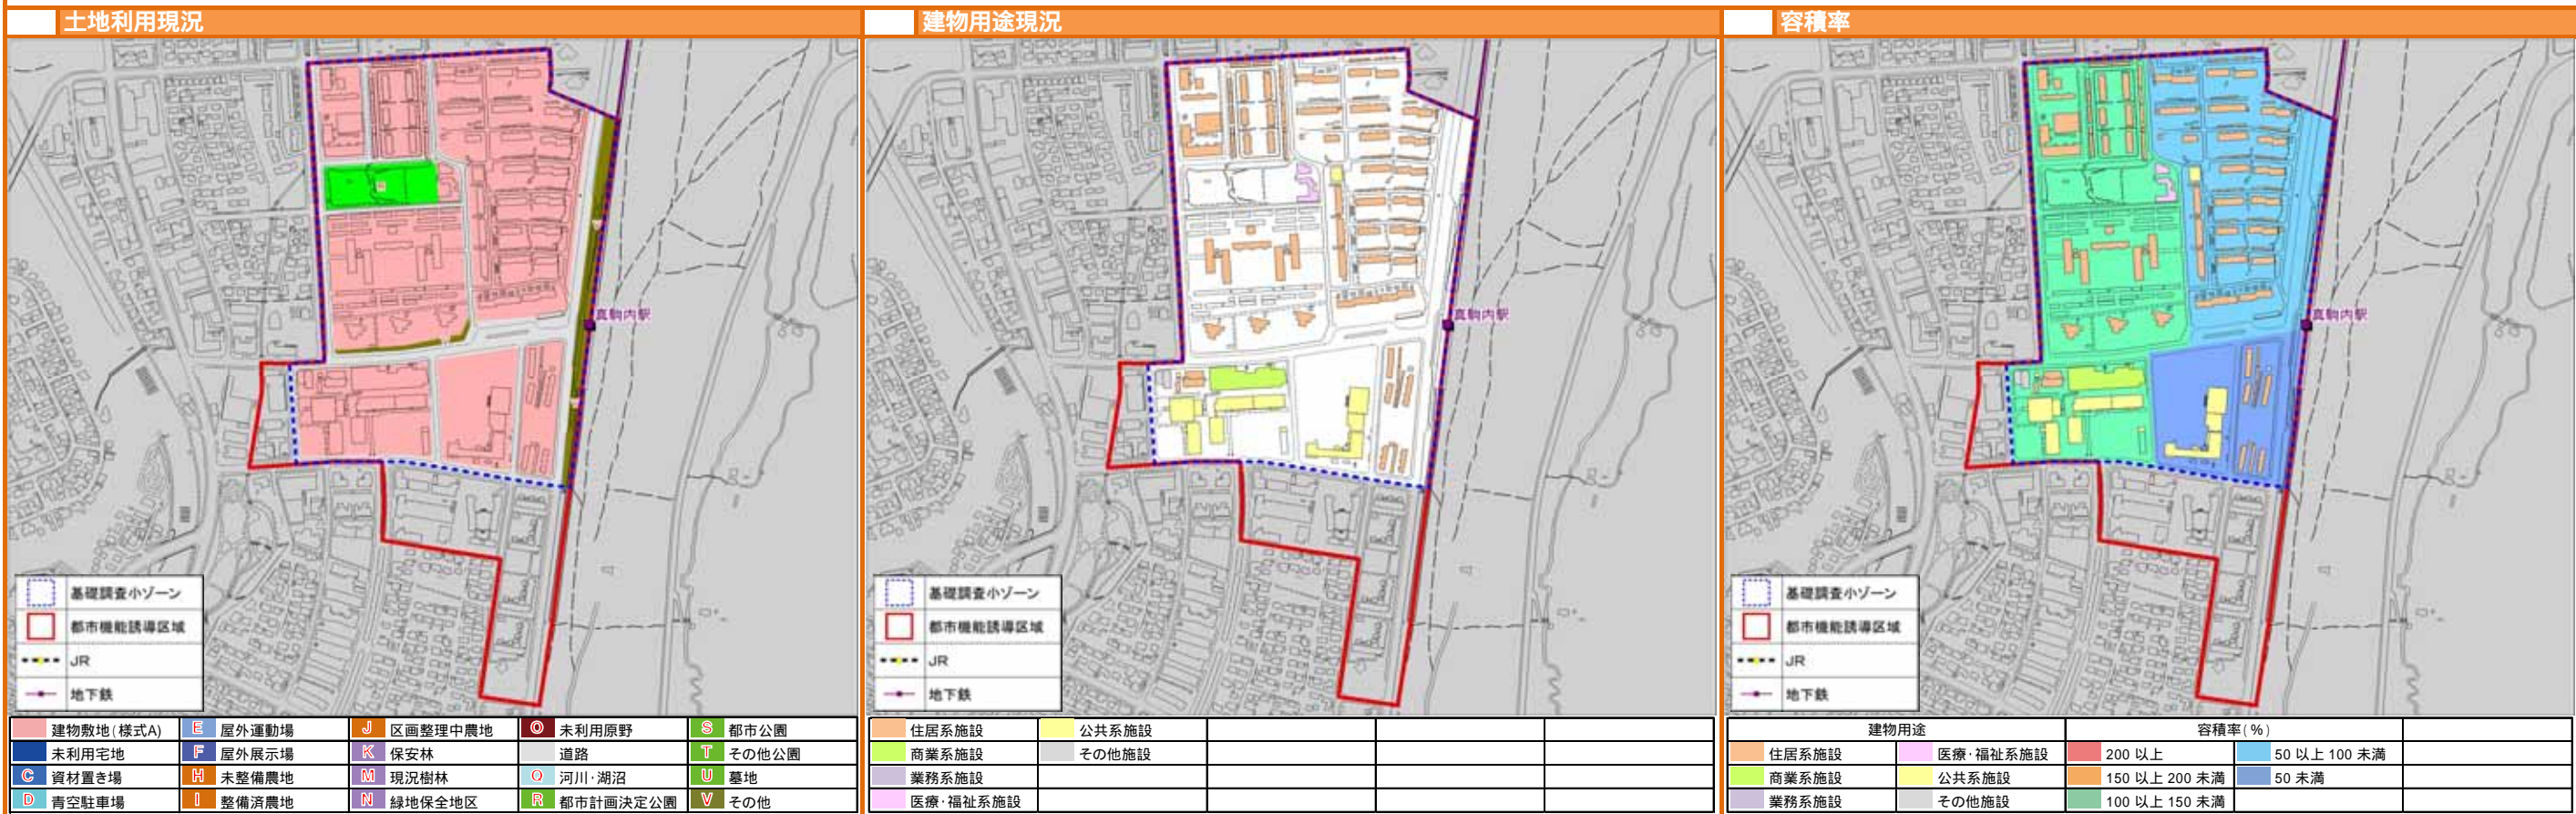 土地利用現況
真駒内駅
基礎調査小ゾーン
都市機能誘導区域
JR
地下鉄
建物敷地(様式A) E 屋外運動場 J 区画整理中農地 O 未利用原野 S 都市公園
未利用宅地 F 屋外展示場 K 保安林 道路 T その他公園
C 資材置き場 H 未整備農地 M 現況樹林 Q 河川・湖沼 U 墓地
D 青空駐車場 I 整備済農地 N 緑地保全地区 R 都市計画決定公園 V その他
建物用途現況
真駒内駅
基礎調査小ゾーン
都市機能誘導区域
JR
地下鉄
住居系施設 公共系施設
商業系施設 その他施設
業務系施設
医療・福祉系施設
容積率
真駒内駅
基礎調査小ゾーン
都市機能誘導区域
JR
地下鉄
建物用途 容積率(%)
住居系施設 医療・福祉系施設 200 以上 50 以上 100 未満
商業系施設 公共系施設 150 以上 200 未満 50 未満
業務系施設 その他施設 100 以上 150 未満